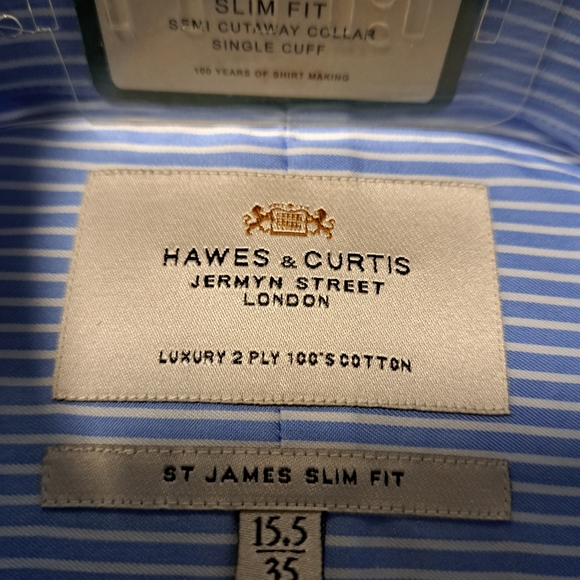 SLIM FIT
SEMI CUTAWAY COLLAR
SINGLE CUFF
100 YEARS OF SHIRT MAKING
HAWES & CURTIS
JERMYN STREET
LONDON
LUXURY 2 PLY 100'S COTTON
ST JAMES SLIM FIT
15.5
35